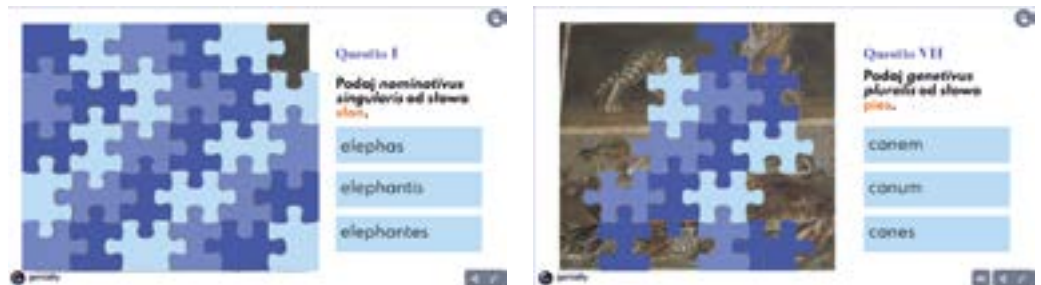 Quaestio I
Podaj nominativus
singularis od słowa
słoń.
elephas
elephantis
elephantes
genially
Quaestio VII
Podaj genetivus
pluralis od słowa
pies.
canem
canum
canes
genially